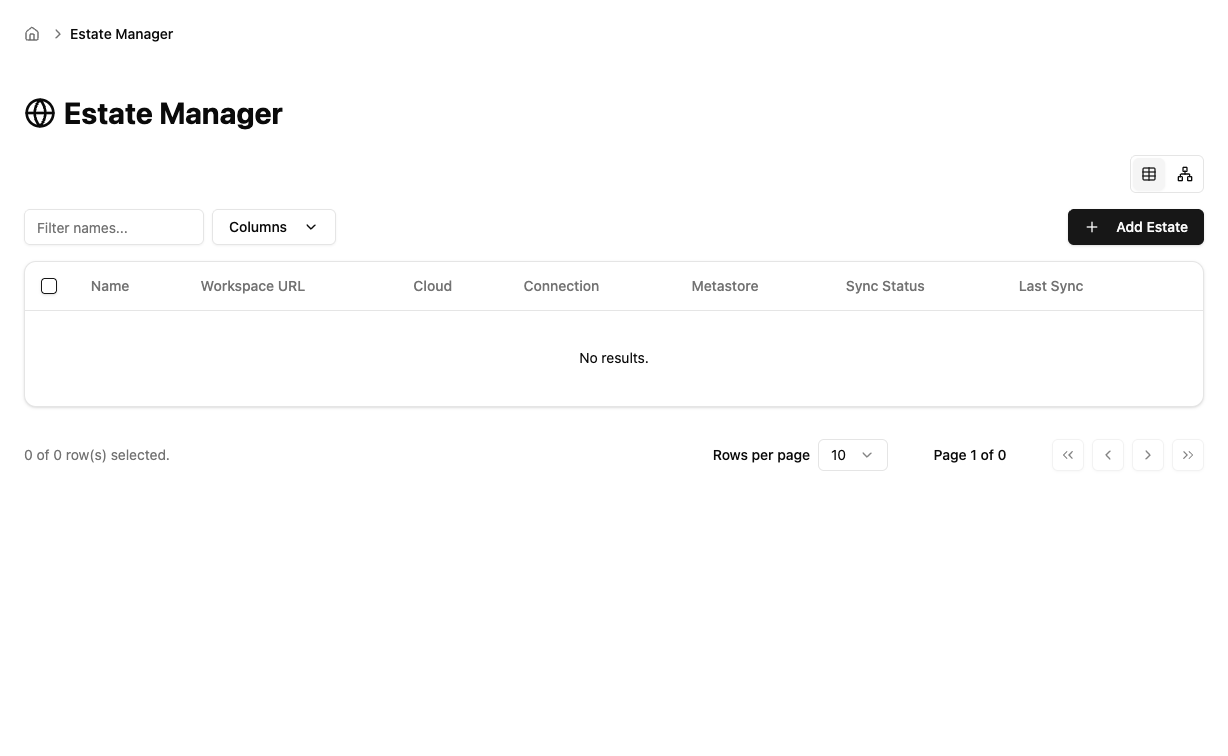 Estate Manager
Estate Manager
Filter names...
Columns
Add Estate
Name Workspace URL Cloud Connection Metastore Sync Status Last Sync
No results.
0 of 0 row(s) selected. Rows per page 10 Page 1 of 0